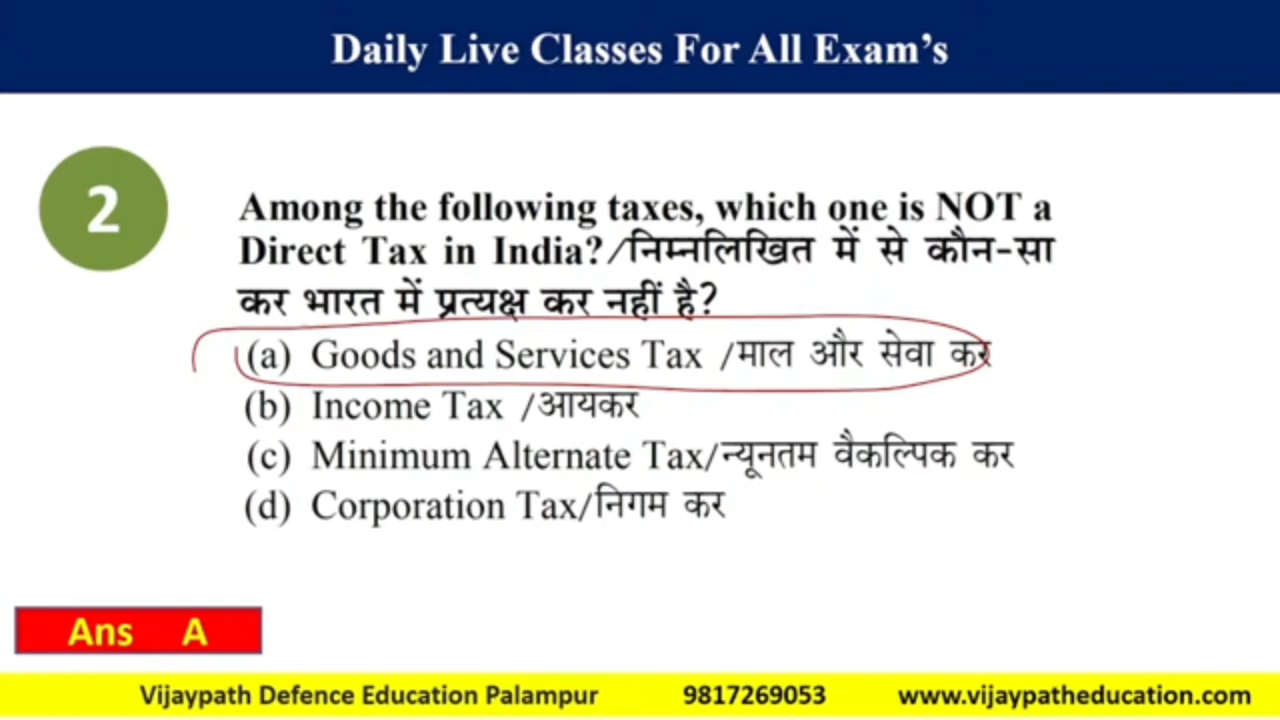 Daily Live Classes For All Exam’s
2
Among the following taxes, which one is NOT a
Direct Tax in India?/निम्नलिखित में से कौन-सा
कर भारत में प्रत्यक्ष कर नहीं है?
(a) Goods and Services Tax /माल और सेवा कर
(b) Income Tax /आयकर
(c) Minimum Alternate Tax/न्यूनतम वैकल्पिक कर
(d) Corporation Tax/निगम कर
Ans A
Vijaypath Defence Education Palampur 9817269053 www.vijaypatheducation.com